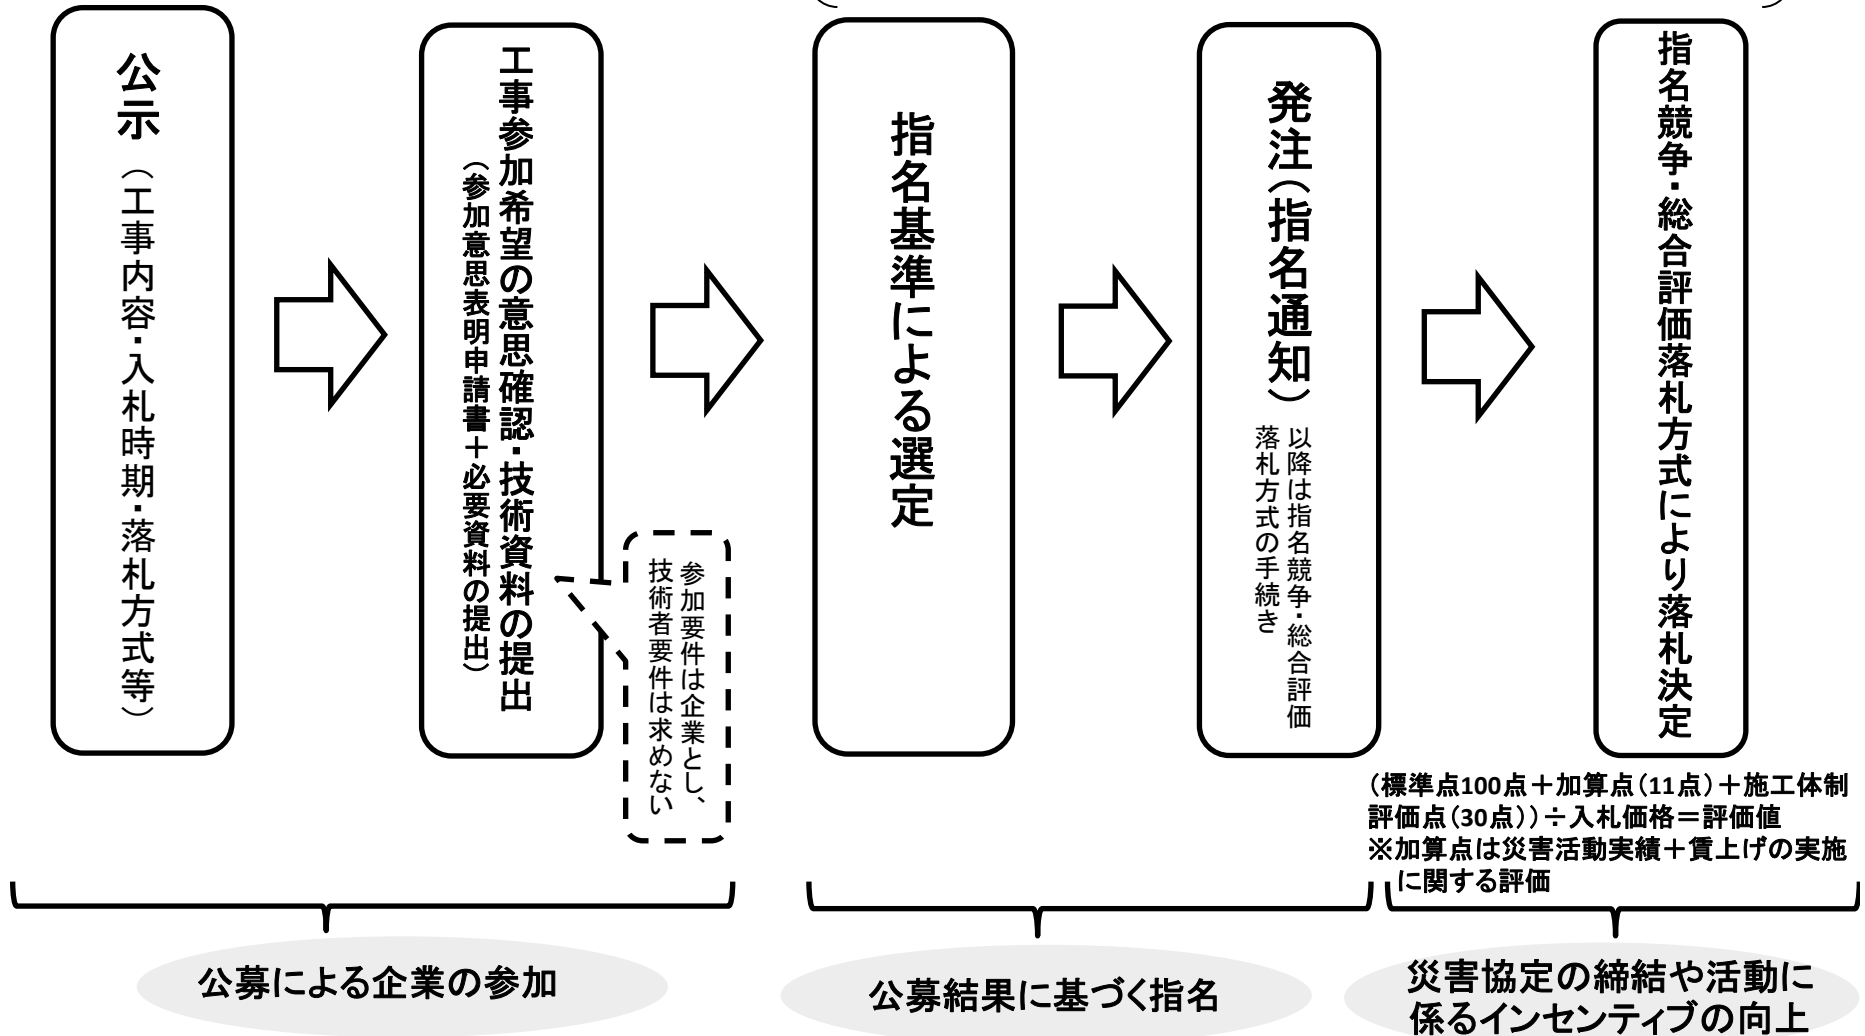 公示（工事内容・入札時期・落札方式等）
工事参加希望の意思確認・技術資料の提出
（参加意思表明申請書＋必要資料の提出）
参加要件は企業とし、
技術者要件は求めない
指名基準による選定
発注（指名通知）
以降は指名競争・総合評価
落札方式の手続き
指名競争・総合評価落札方式により落札決定
（標準点100点＋加算点（11点）＋施工体制
評価点（30点））÷入札価格＝評価値
※加算点は災害活動実績＋賃上げの実施
に関する評価
公募による企業の参加
公募結果に基づく指名
災害協定の締結や活動に
係るインセンティブの向上